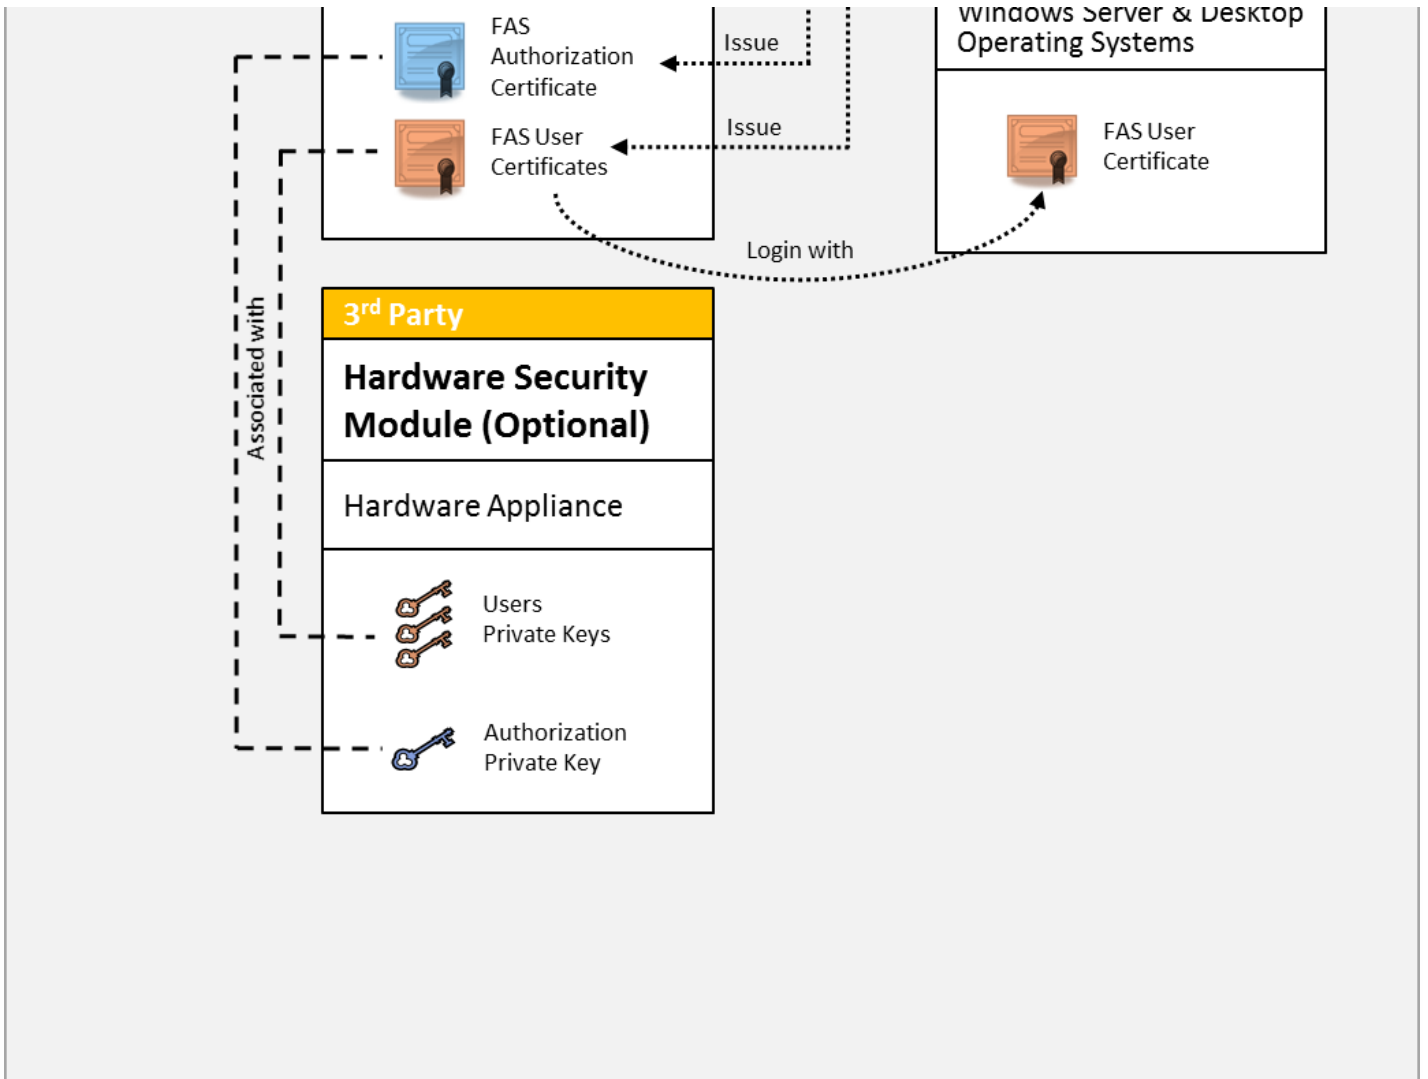 FAS
Authorization
Certificate
Issue
FAS User
Certificates
Issue
Windows Server & Desktop
Operating Systems
FAS User
Certificate
Login with
Associated with
3rd Party
Hardware Security
Module (Optional)
Hardware Appliance
Users
Private Keys
Authorization
Private Key